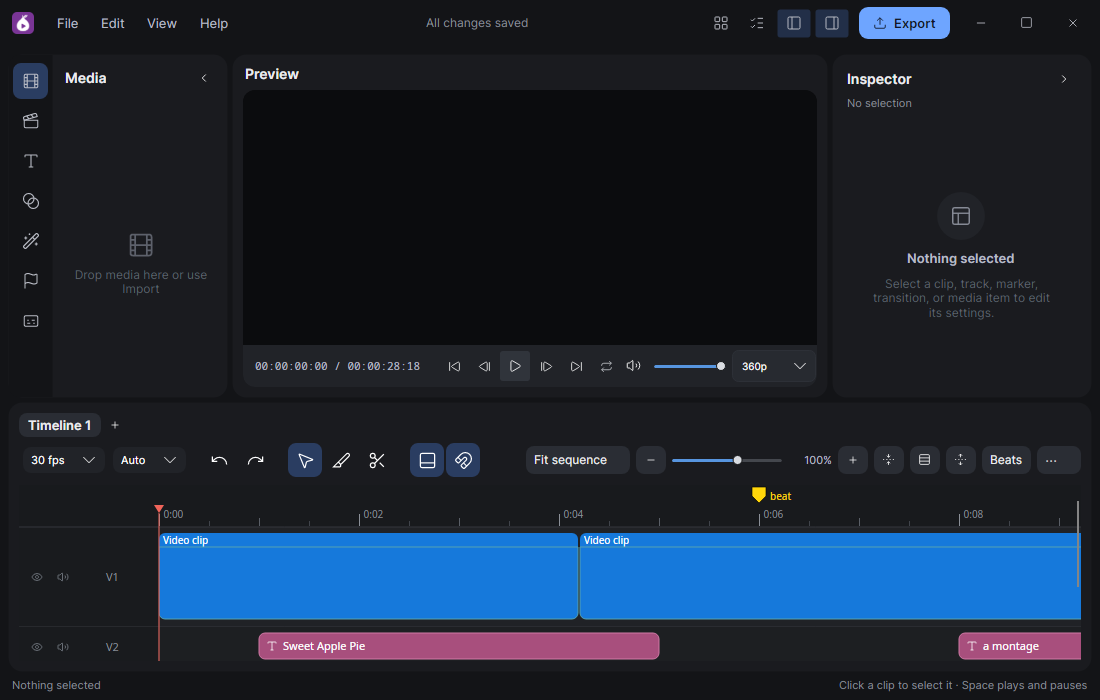 File Edit View Help All changes saved Export
Media
Drop media here or use
Import
Preview
00:00:00:00 / 00:00:28:18 360p
Inspector
No selection
Nothing selected
Select a clip, track, marker,
transition, or media item to edit
its settings.
Timeline 1 +
30 fps Auto Fit sequence 100% Beats ...
beat
0:00 0:02 0:04 0:06 0:08
Video clip Video clip
V1
V2 Sweet Apple Pie a montage
Nothing selected Click a clip to select it · Space plays and pauses